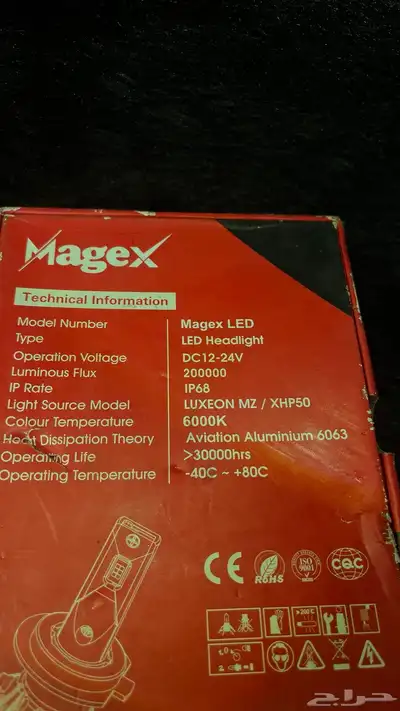 Magex
Technical Information
Model Number Magex LED
Type LED Headlight
Operation Voltage DC12-24V
Luminous Flux 200000
IP Rate IP68
Light Source Model LUXEON MZ / XHP50
Colour Temperature 6000K
Heat Dissipation Theory Aviation Aluminium 6063
Operating Life >30000hrs
Operating Temperature -40C ~ +80C
CE RoHS ISO 9001 CQC
حراج